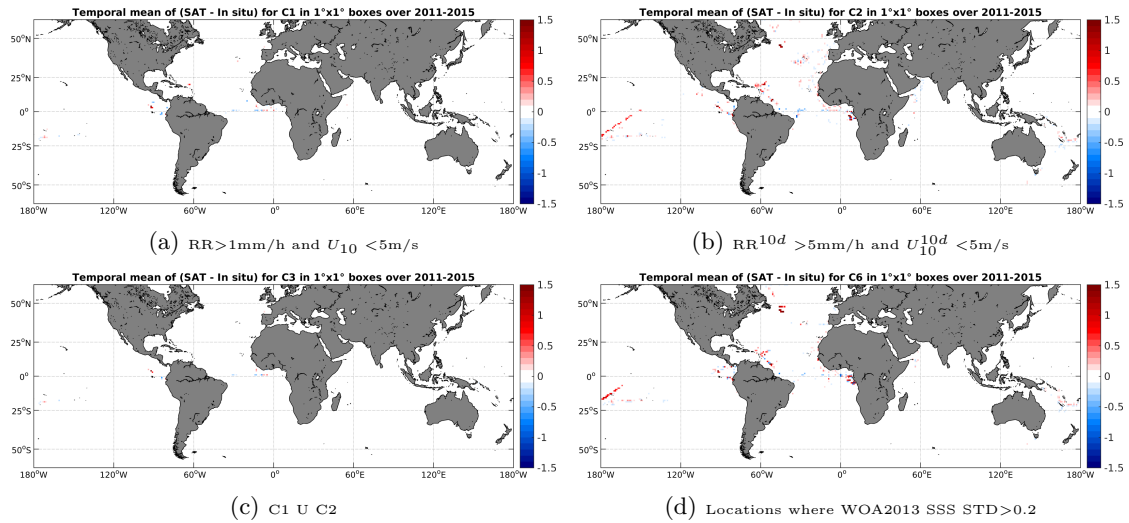 Temporal mean of (SAT - In situ) for C1 in 1°x1° boxes over 2011-2015
50°N
25°N
0°
25°S
50°S
180°W 120°W 60°W 0° 60°E 120°E 180°E
1.5
1
0.5
0
-0.5
-1
-1.5
(a) RR>1mm/h and U10 <5m/s
Temporal mean of (SAT - In situ) for C2 in 1°x1° boxes over 2011-2015
50°N
25°N
0°
25°S
50°S
180°W 120°W 60°W 0° 60°E 120°E 180°E
1.5
1
0.5
0
-0.5
-1
-1.5
(b) RR^10d >5mm/h and U10^10d <5m/s
Temporal mean of (SAT - In situ) for C3 in 1°x1° boxes over 2011-2015
50°N
25°N
0°
25°S
50°S
180°W 120°W 60°W 0° 60°E 120°E 180°E
1.5
1
0.5
0
-0.5
-1
-1.5
(c) C1 U C2
Temporal mean of (SAT - In situ) for C6 in 1°x1° boxes over 2011-2015
50°N
25°N
0°
25°S
50°S
180°W 120°W 60°W 0° 60°E 120°E 180°E
1.5
1
0.5
0
-0.5
-1
-1.5
(d) Locations where WOA2013 SSS STD>0.2